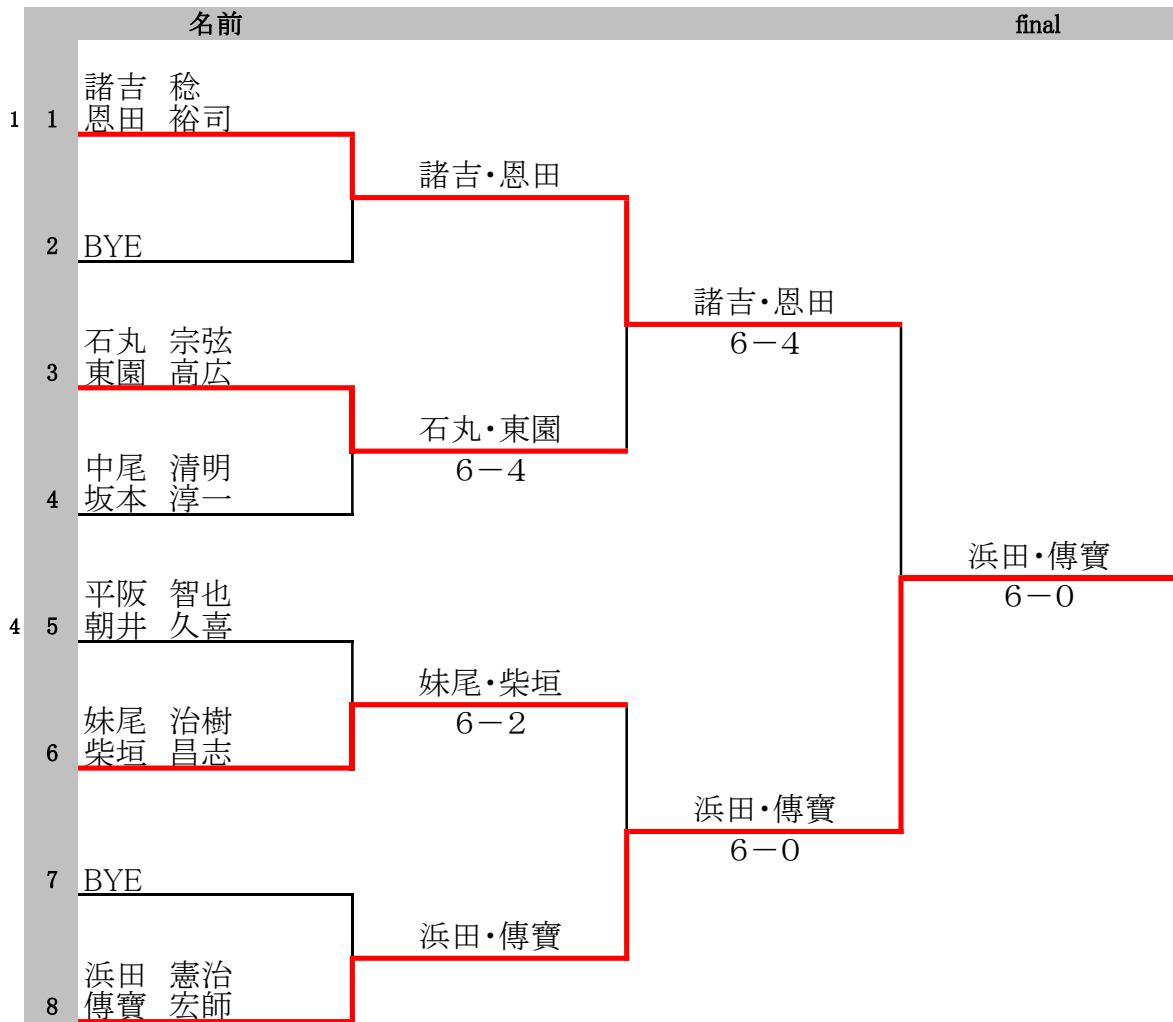 名前 final
諸吉 稔
1 1 恩田 裕司
諸吉・恩田
2 BYE
諸吉・恩田
6－4
石丸 宗弦
3 東園 高広
石丸・東園
6－4
中尾 清明
4 坂本 淳一
浜田・傳寶
6－0
平阪 智也
4 5 朝井 久喜
妹尾・柴垣
6－2
妹尾 治樹
6 柴垣 昌志
浜田・傳寶
6－0
7 BYE
浜田・傳寶
浜田 憲治
8 傳寶 宏師